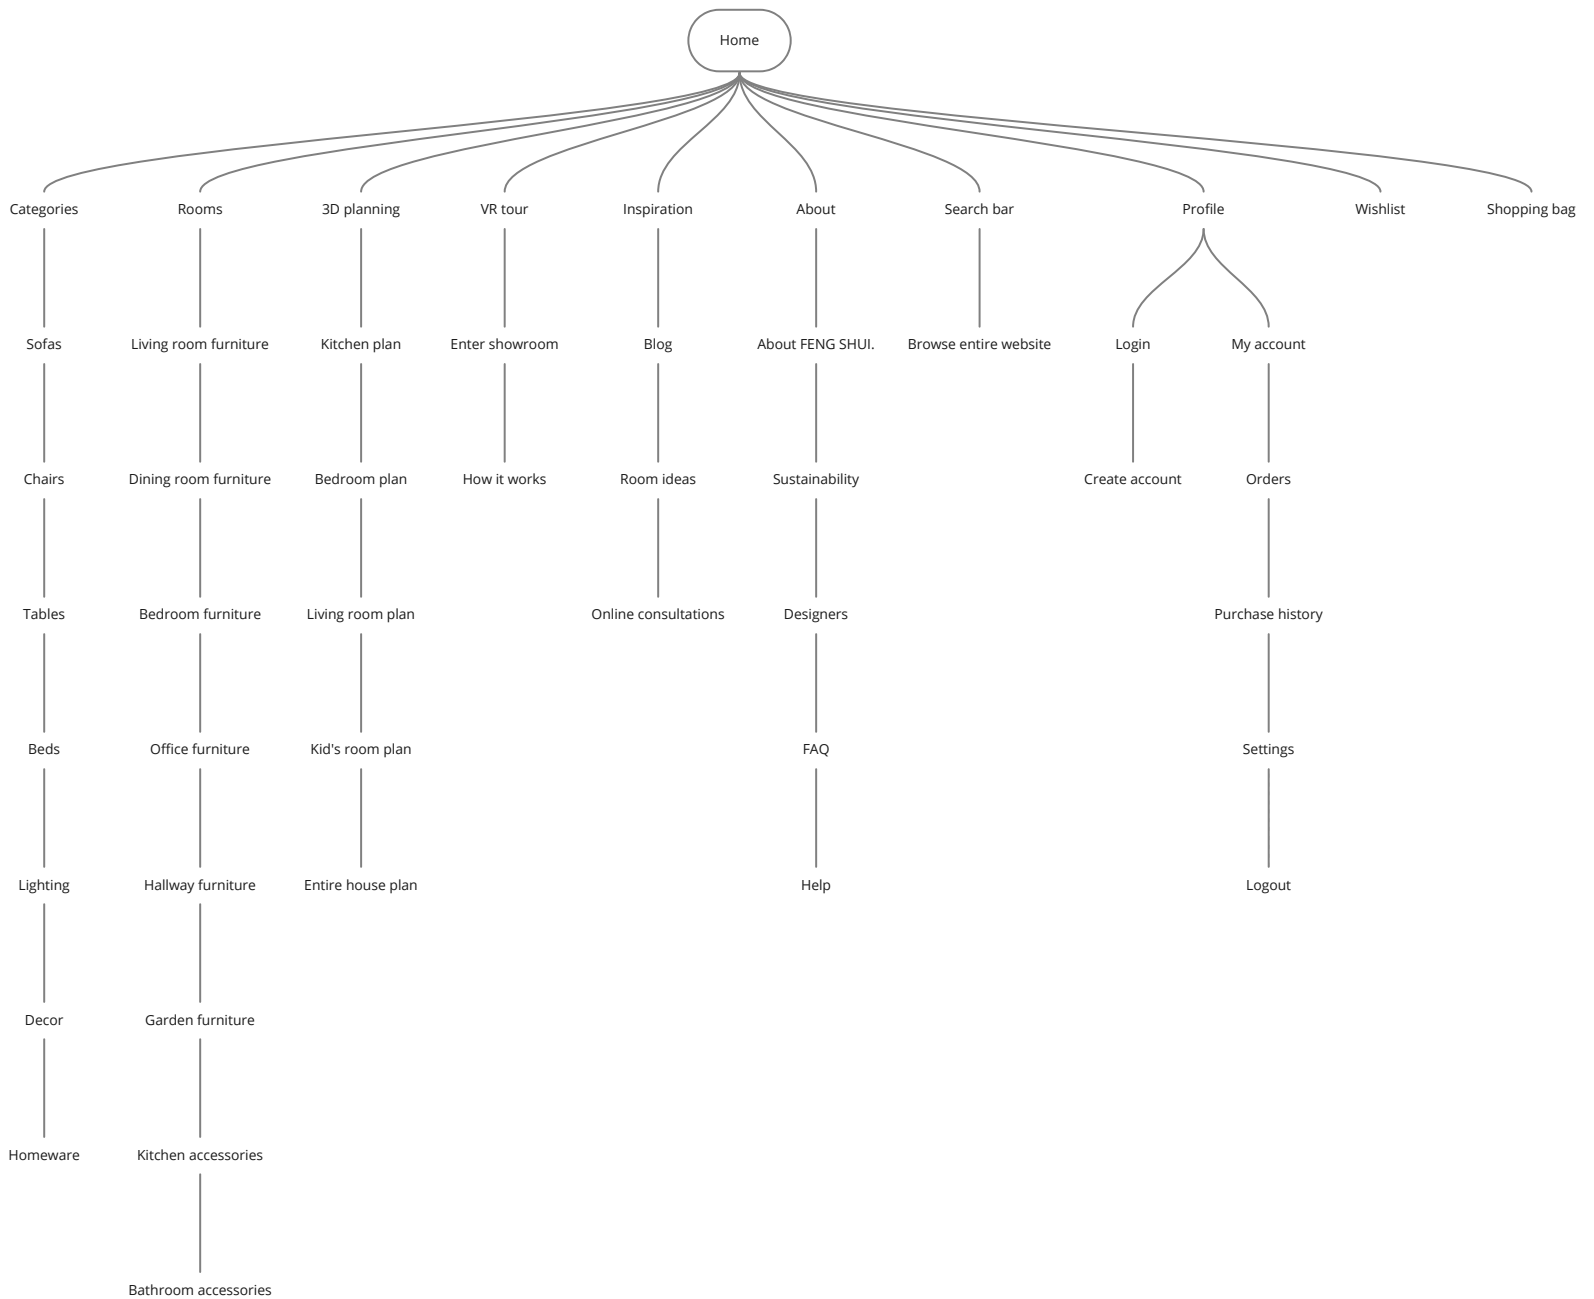 Home
Categories
Rooms
3D planning
VR tour
Inspiration
About
Search bar
Profile
Wishlist
Shopping bag
Sofas
Living room furniture
Kitchen plan
Enter showroom
Blog
About FENG SHUI.
Browse entire website
Login
My account
Chairs
Dining room furniture
Bedroom plan
How it works
Room ideas
Sustainability
Create account
Orders
Tables
Bedroom furniture
Living room plan
Online consultations
Designers
Purchase history
Beds
Office furniture
Kid's room plan
FAQ
Settings
Lighting
Hallway furniture
Entire house plan
Help
Logout
Decor
Garden furniture
Homeware
Kitchen accessories
Bathroom accessories